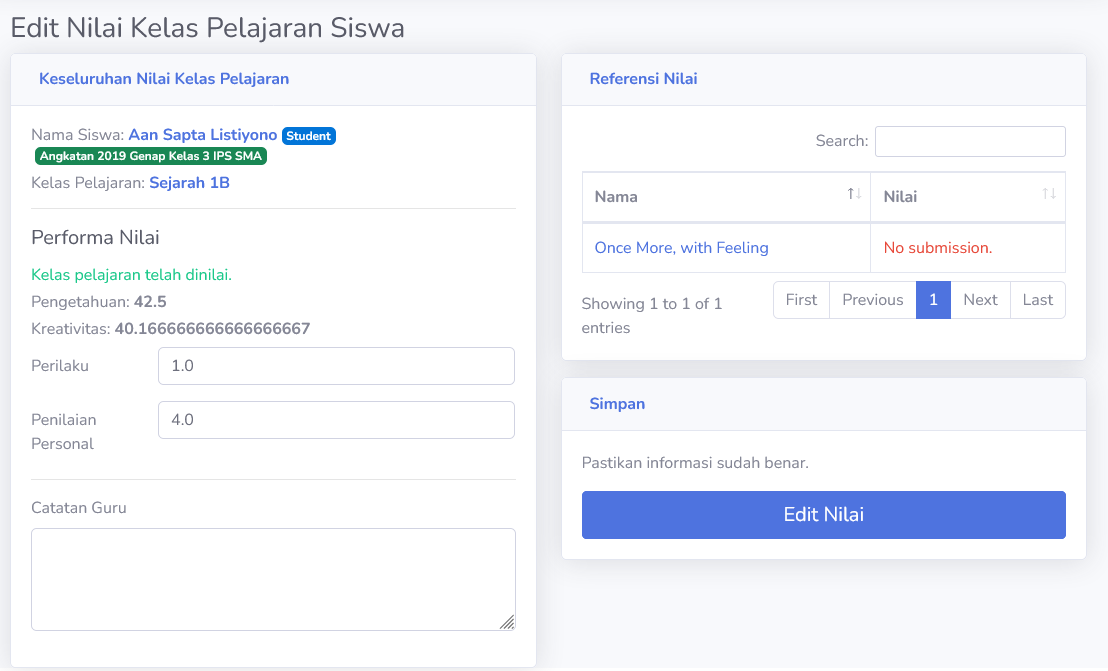 Edit Nilai Kelas Pelajaran Siswa
Keseluruhan Nilai Kelas Pelajaran
Nama Siswa: Aan Sapta Listiyono Student
Angkatan 2019 Genap Kelas 3 IPS SMA
Kelas Pelajaran: Sejarah 1B
Performa Nilai
Kelas pelajaran telah dinilai.
Pengetahuan: 42.5
Kreativitas: 40.166666666666666667
Perilaku 1.0
Penilaian 4.0
Personal
Catatan Guru
Referensi Nilai
Search:
Nama Nilai
Once More, with Feeling No submission.
Showing 1 to 1 of 1
entries
First Previous 1 Next Last
Simpan
Pastikan informasi sudah benar.
Edit Nilai